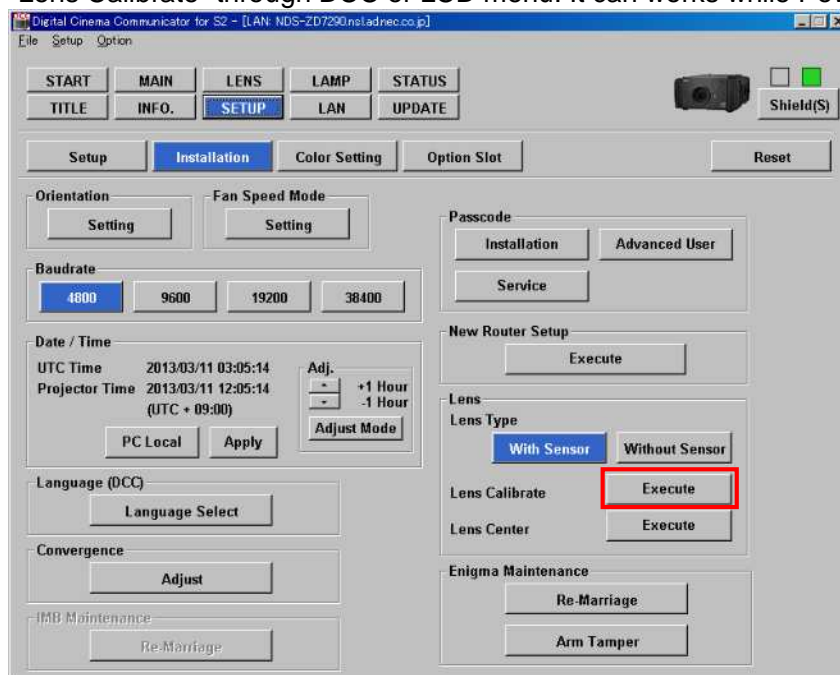 "Lens Calibrate" through DCC or LCD menu. It can works while
Digital Cinema Communicator for S2 - [LAN: NDS-ZD7290.nsl.ad.nec.co.jp]
File Setup Option
START MAIN LENS LAMP STATUS
TITLE INFO. SETUP LAN UPDATE
Shield(S)
Setup Installation Color Setting Option Slot Reset
Orientation
Setting
Fan Speed Mode
Setting
Passcode
Installation Advanced User
Service
Baudrate
4800 9600 19200 38400
New Router Setup
Execute
Date / Time
UTC Time 2013/03/11 03:05:14
Projector Time 2013/03/11 12:05:14
(UTC + 09:00)
PC Local Apply
Adj.
+1 Hour
-1 Hour
Adjust Mode
Lens
Lens Type
With Sensor Without Sensor
Lens Calibrate Execute
Lens Center Execute
Language (DCC)
Language Select
Convergence
Adjust
Enigma Maintenance
Re-Marriage
Arm Tamper
IMB Maintenance
Re-Marriage